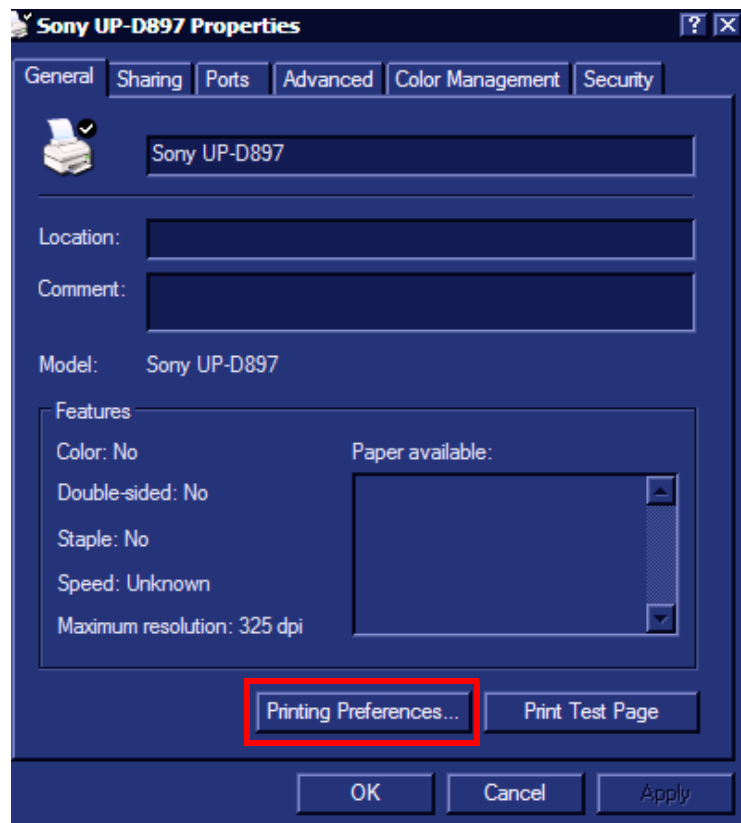 Sony UP-D897 Properties ? X
General Sharing Ports Advanced Color Management Security
Sony UP-D897
Location:
Comment:
Model: Sony UP-D897
Features
Color: No Paper available:
Double-sided: No
Staple: No
Speed: Unknown
Maximum resolution: 325 dpi
Printing Preferences... Print Test Page
OK Cancel Apply